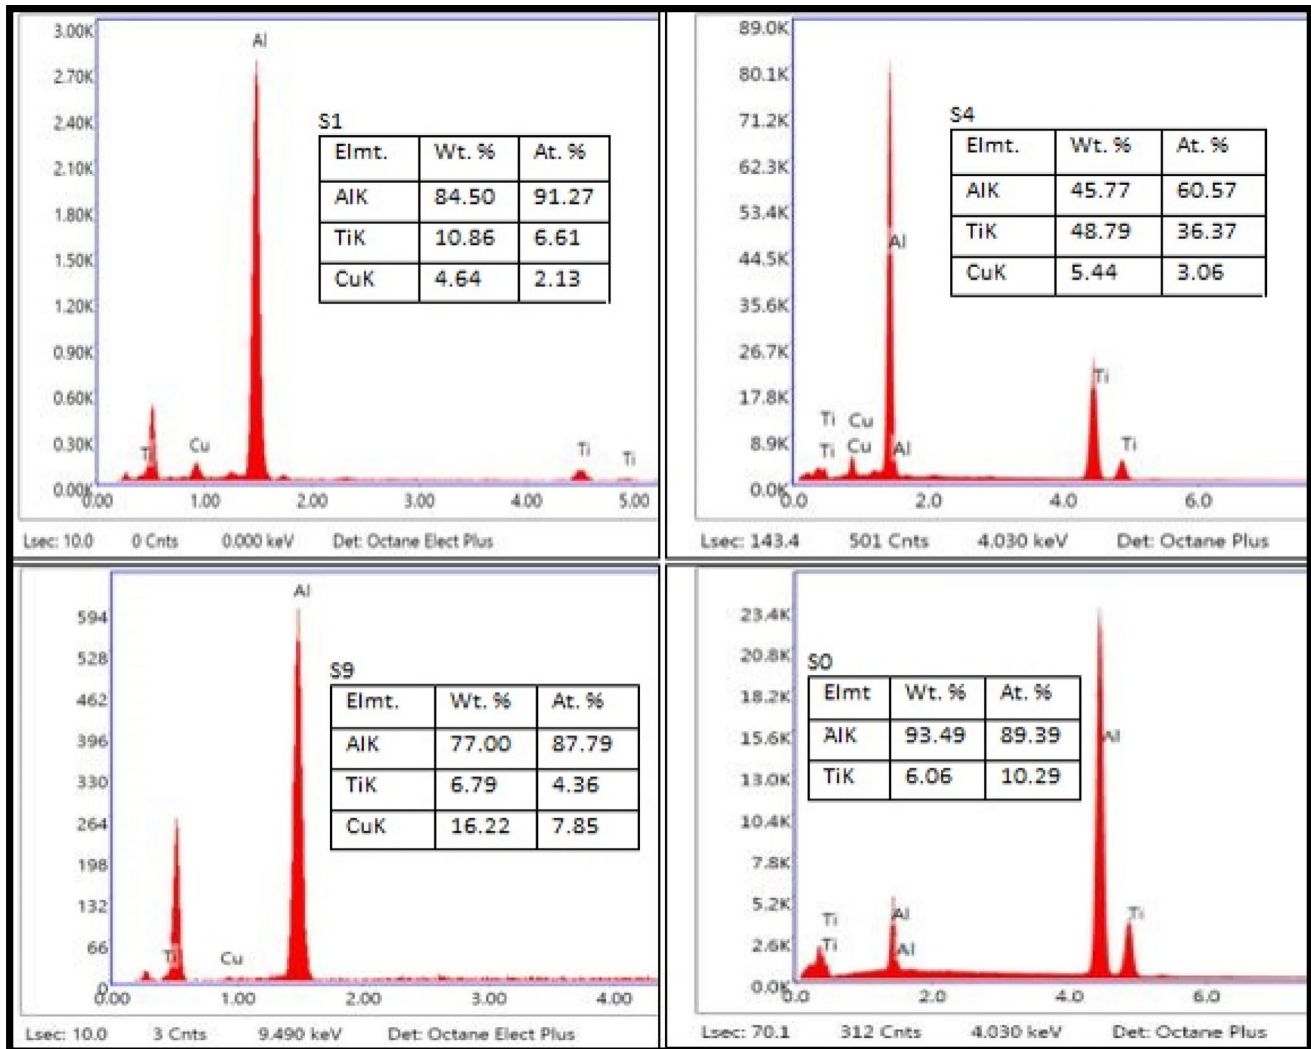 3.00K
Al
2.70K
2.40K
S1
Elmt. Wt. % At. %
2.10K
AlK 84.50 91.27
1.80K
TiK 10.86 6.61
1.50K
CuK 4.64 2.13
1.20K
0.90K
0.60K
0.30K
Ti Cu Ti Ti
0.00K
0.00 1.00 2.00 3.00 4.00 5.00
Lsec: 10.0 0 Cnts 0.000 keV Det: Octane Elect Plus
89.0K
80.1K
71.2K
S4
Elmt. Wt. % At. %
62.3K
AlK 45.77 60.57
53.4K
TiK 48.79 36.37
Al
44.5K
CuK 5.44 3.06
35.6K
26.7K
Ti
17.8K
Ti Cu
Ti Cu Al Ti
8.9K
0.0K
0.0 2.0 4.0 6.0
Lsec: 143.4 501 Cnts 4.030 keV Det: Octane Plus
Al
594
528
S9
462
Elmt. Wt. % At. %
396
AlK 77.00 87.79
330
TiK 6.79 4.36
264
CuK 16.22 7.85
198
132
66
Ti Cu
0
0.00 1.00 2.00 3.00 4.00
Lsec: 10.0 3 Cnts 9.490 keV Det: Octane Elect Plus
23.4K
20.8K
S0
18.2K
Elmt Wt. % At. %
15.6K
AlK 93.49 89.39
Al
13.0K
TiK 6.06 10.29
10.4K
7.8K
5.2K
Ti Al Ti
2.6K
Ti Al
0.0K
0.0 2.0 4.0 6.0
Lsec: 70.1 312 Cnts 4.030 keV Det: Octane Plus